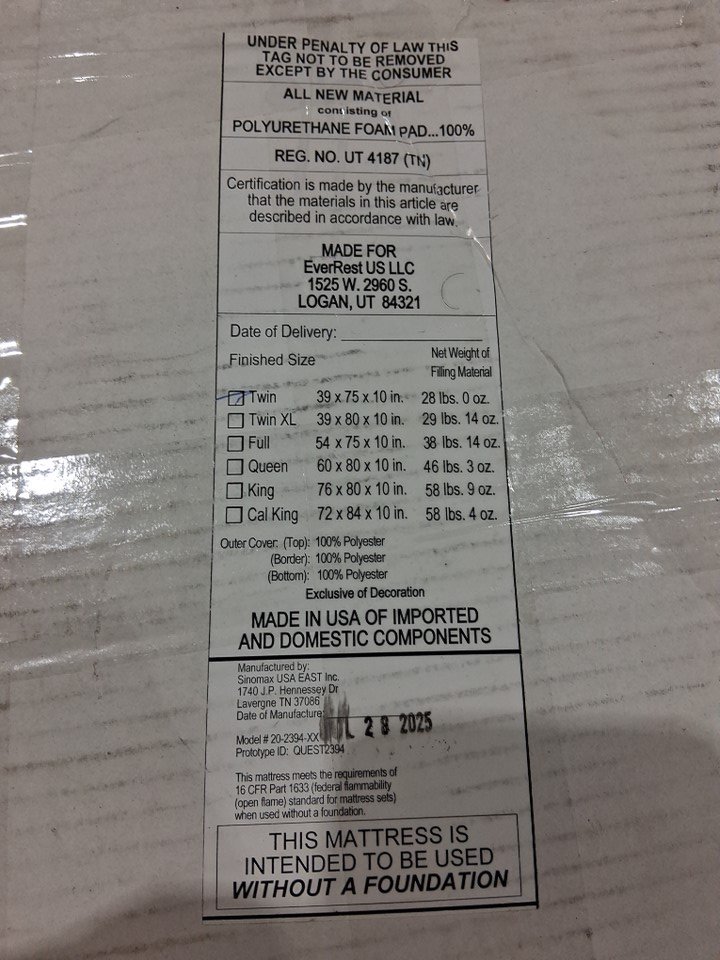 UNDER PENALTY OF LAW THIS
TAG NOT TO BE REMOVED
EXCEPT BY THE CONSUMER
ALL NEW MATERIAL
consisting of
POLYURETHANE FOAM PAD...100%
REG. NO. UT 4187 (TN)
Certification is made by the manufacturer
that the materials in this article are
described in accordance with law.
MADE FOR
EverRest US LLC
1525 W. 2960 S.
LOGAN, UT 84321
Date of Delivery:
Finished Size Net Weight of
Filling Material
Twin 39 x 75 x 10 in. 28 lbs. 0 oz.
Twin XL 39 x 80 x 10 in. 29 lbs. 14 oz.
Full 54 x 75 x 10 in. 38 lbs. 14 oz.
Queen 60 x 80 x 10 in. 46 lbs. 3 oz.
King 76 x 80 x 10 in. 58 lbs. 9 oz.
Cal King 72 x 84 x 10 in. 58 lbs. 4 oz.
Outer Cover: (Top): 100% Polyester
(Border): 100% Polyester
(Bottom): 100% Polyester
Exclusive of Decoration
MADE IN USA OF IMPORTED
AND DOMESTIC COMPONENTS
Manufactured by:
Sinomax USA EAST Inc.
1740 J.P. Hennessey Dr
Lavergne TN 37086
Date of Manufacture
28 2025
Model # 20-2394-XX
Prototype ID: QUEST2394
This mattress meets the requirements of
16 CFR Part 1633 (federal flammability
(open flame) standard for mattress sets)
when used without a foundation.
THIS MATTRESS IS
INTENDED TO BE USED
WITHOUT A FOUNDATION